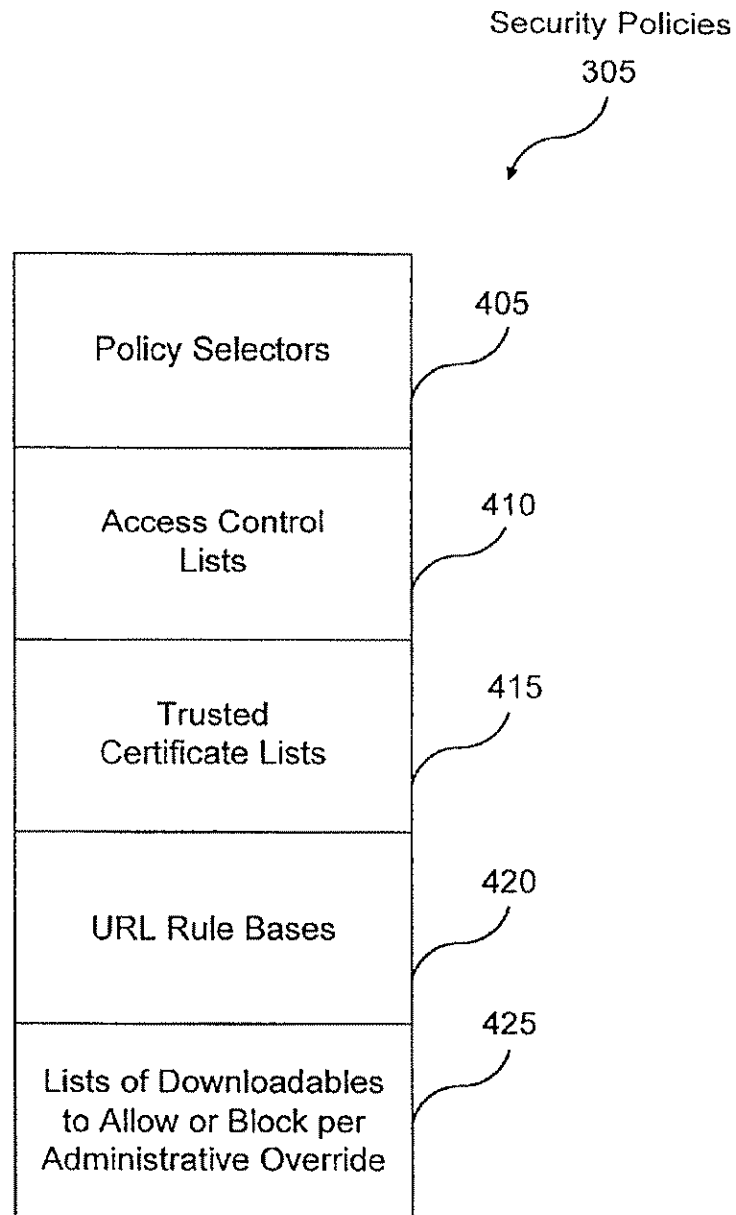 Security Policies
305
Policy Selectors
405
Access Control
Lists
410
Trusted
Certificate Lists
415
URL Rule Bases
420
Lists of Downloadables
to Allow or Block per
Administrative Override
425